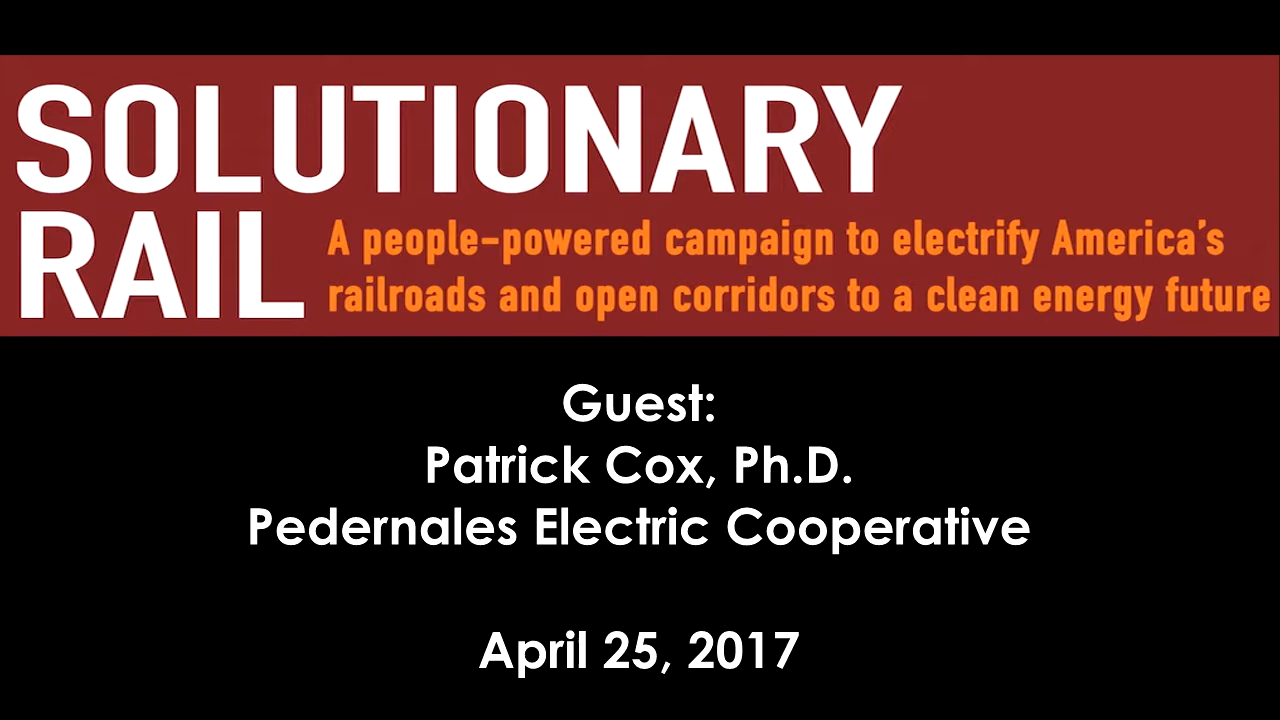 SOLUTIONARY
RAIL
A people-powered campaign to electrify America's
railroads and open corridors to a clean energy future
Guest:
Patrick Cox, Ph.D.
Pedernales Electric Cooperative
April 25, 2017